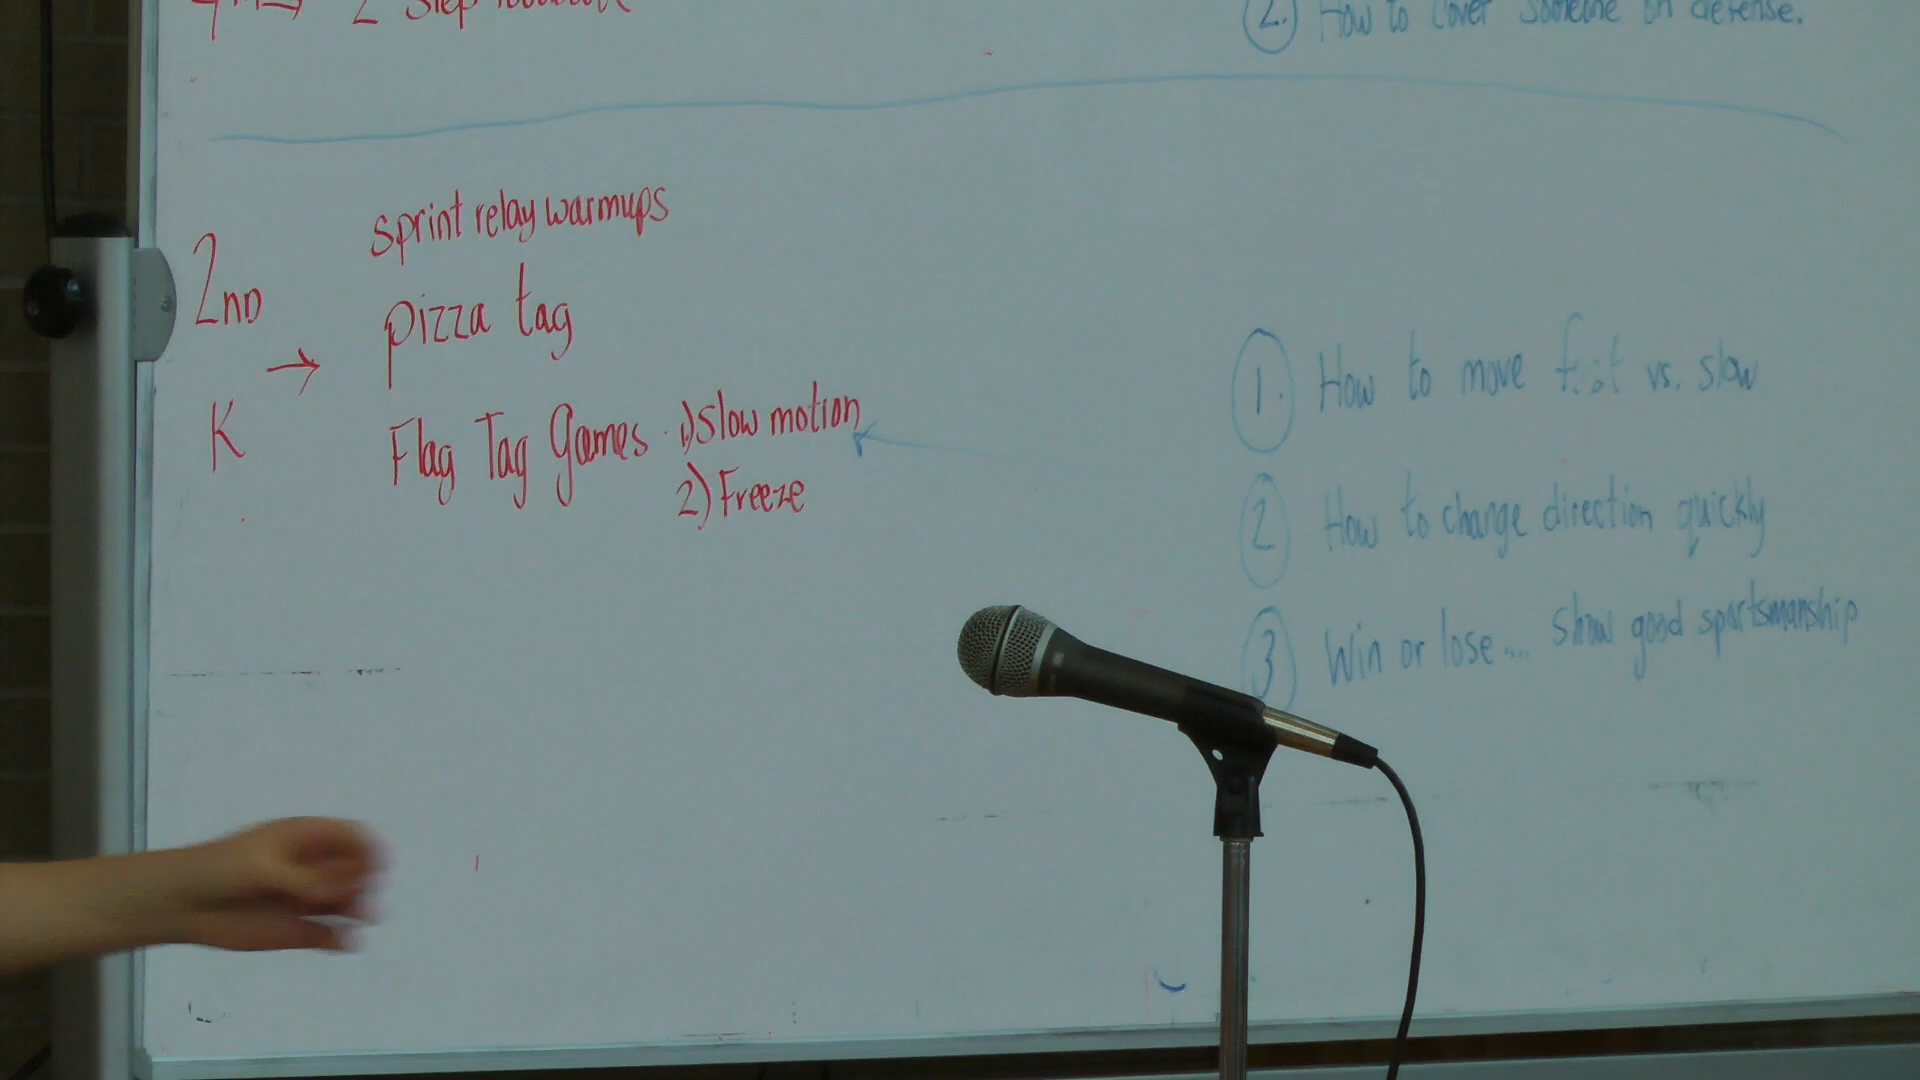 2 Step
2. How to cover someone on defense.
sprint relay warmups
2ND
pizza tag
→
K
Flag Tag Games 1) Slow motion
2) Freeze
1. How to move fast vs. slow
2 How to change direction quickly
3 Win or lose.... show good sportsmanship